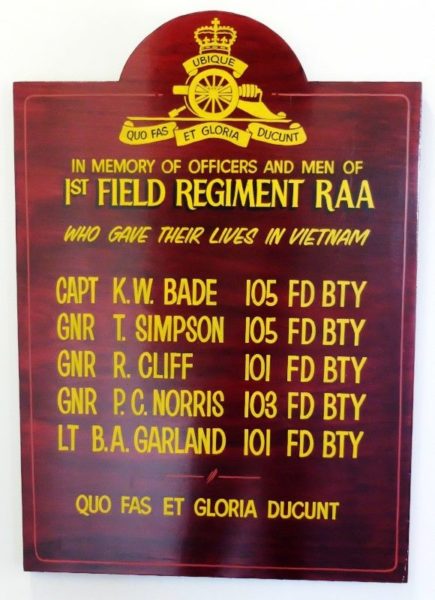 UBIQUE
QUO FAS ET GLORIA DUCUNT
IN MEMORY OF OFFICERS AND MEN OF
1ST FIELD REGIMENT RAA
WHO GAVE THEIR LIVES IN VIETNAM
CAPT K.W. BADE 105 FD BTY
GNR T. SIMPSON 105 FD BTY
GNR R. CLIFF 101 FD BTY
GNR P.C. NORRIS 103 FD BTY
LT B.A. GARLAND 101 FD BTY
QUO FAS ET GLORIA DUCUNT